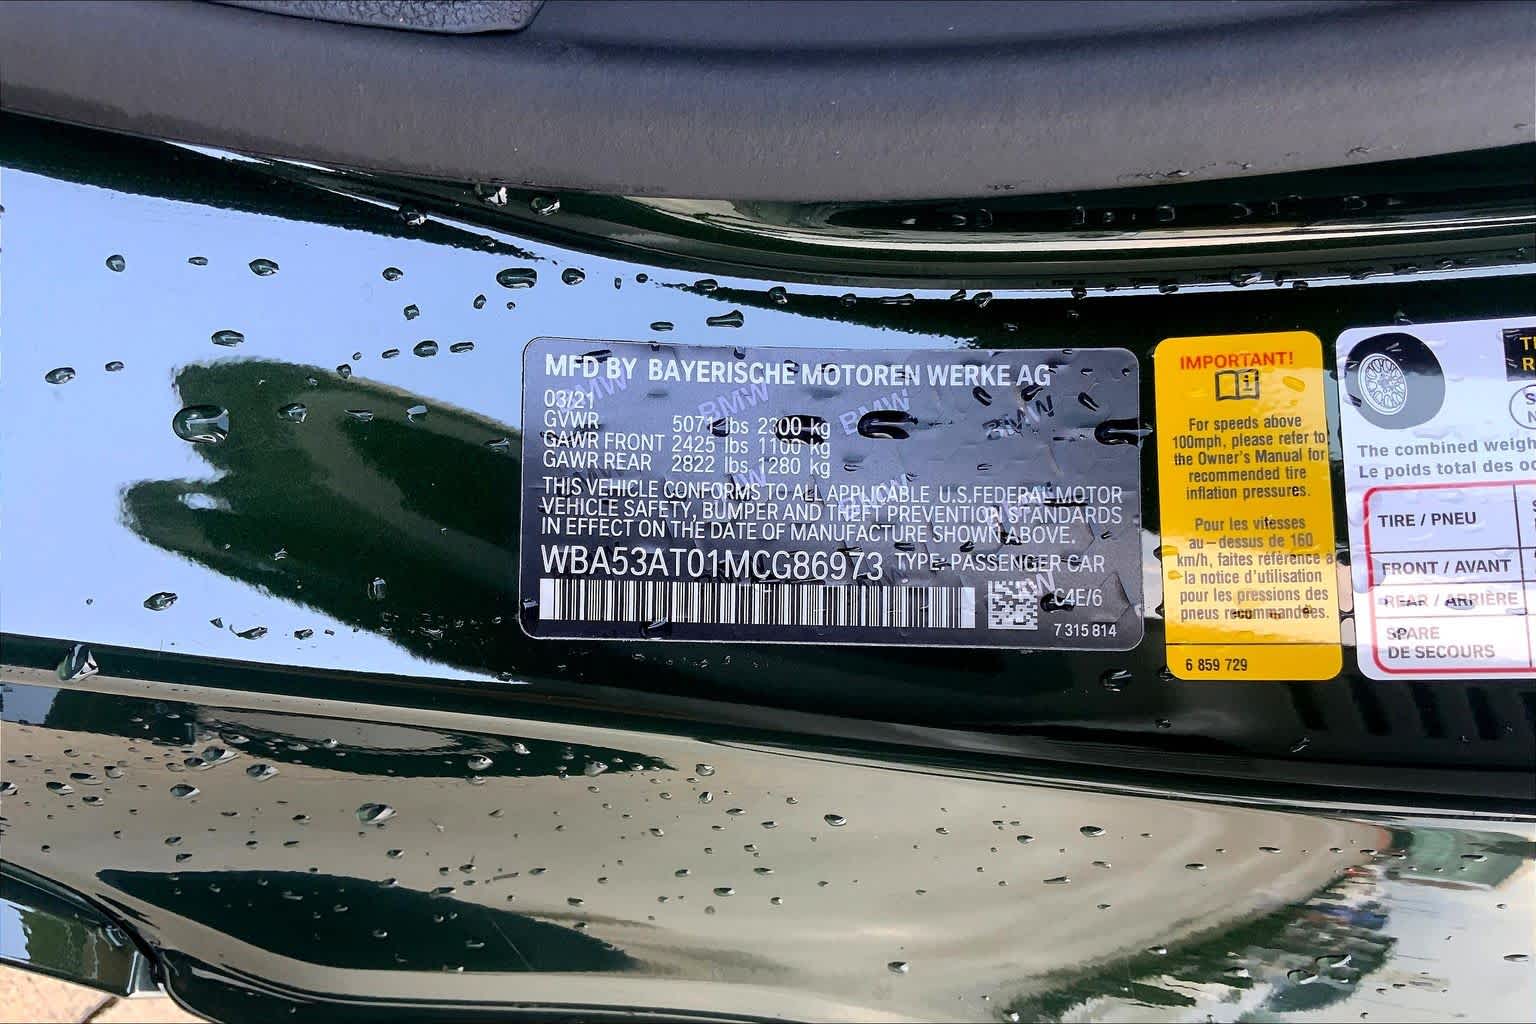 MFD BY BAYERISCHE MOTOREN WERKE AG
03/21
GVWR 5071 lbs 2300 kg
GAWR FRONT 2425 lbs 1100 kg
GAWR REAR 2822 lbs 1280 kg
THIS VEHICLE CONFORMS TO ALL APPLICABLE U.S.FEDERAL MOTOR
VEHICLE SAFETY, BUMPER AND THEFT PREVENTION STANDARDS
IN EFFECT ON THE DATE OF MANUFACTURE SHOWN ABOVE.
WBA53AT01MCG86973 TYPE: PASSENGER CAR
C4E/6
7 315 814
BMW
BMW
BMW
BMW
IMPORTANT!
For speeds above
100mph, please refer to
the Owner's Manual for
recommended tire
inflation pressures.
Pour les vitesses
au-dessus de 160
km/h, faites référence à
la notice d'utilisation
pour les pressions des
pneus recommandées.
6 859 729
The combined weigh
Le poids total des oc
TIRE / PNEU
FRONT / AVANT
REAR / ARRIÈRE
SPARE
DE SECOURS